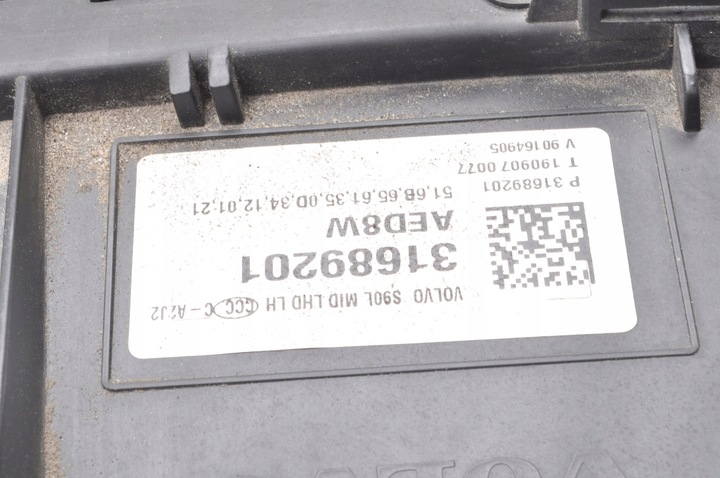 VOLVO S90L MID LHD LH CCC C-A2J2
31689201
AED8W
51,6B,65,61,35,0D,34,12,01,21
P 31689201
T 190907 0077
V 90164905
VOLV